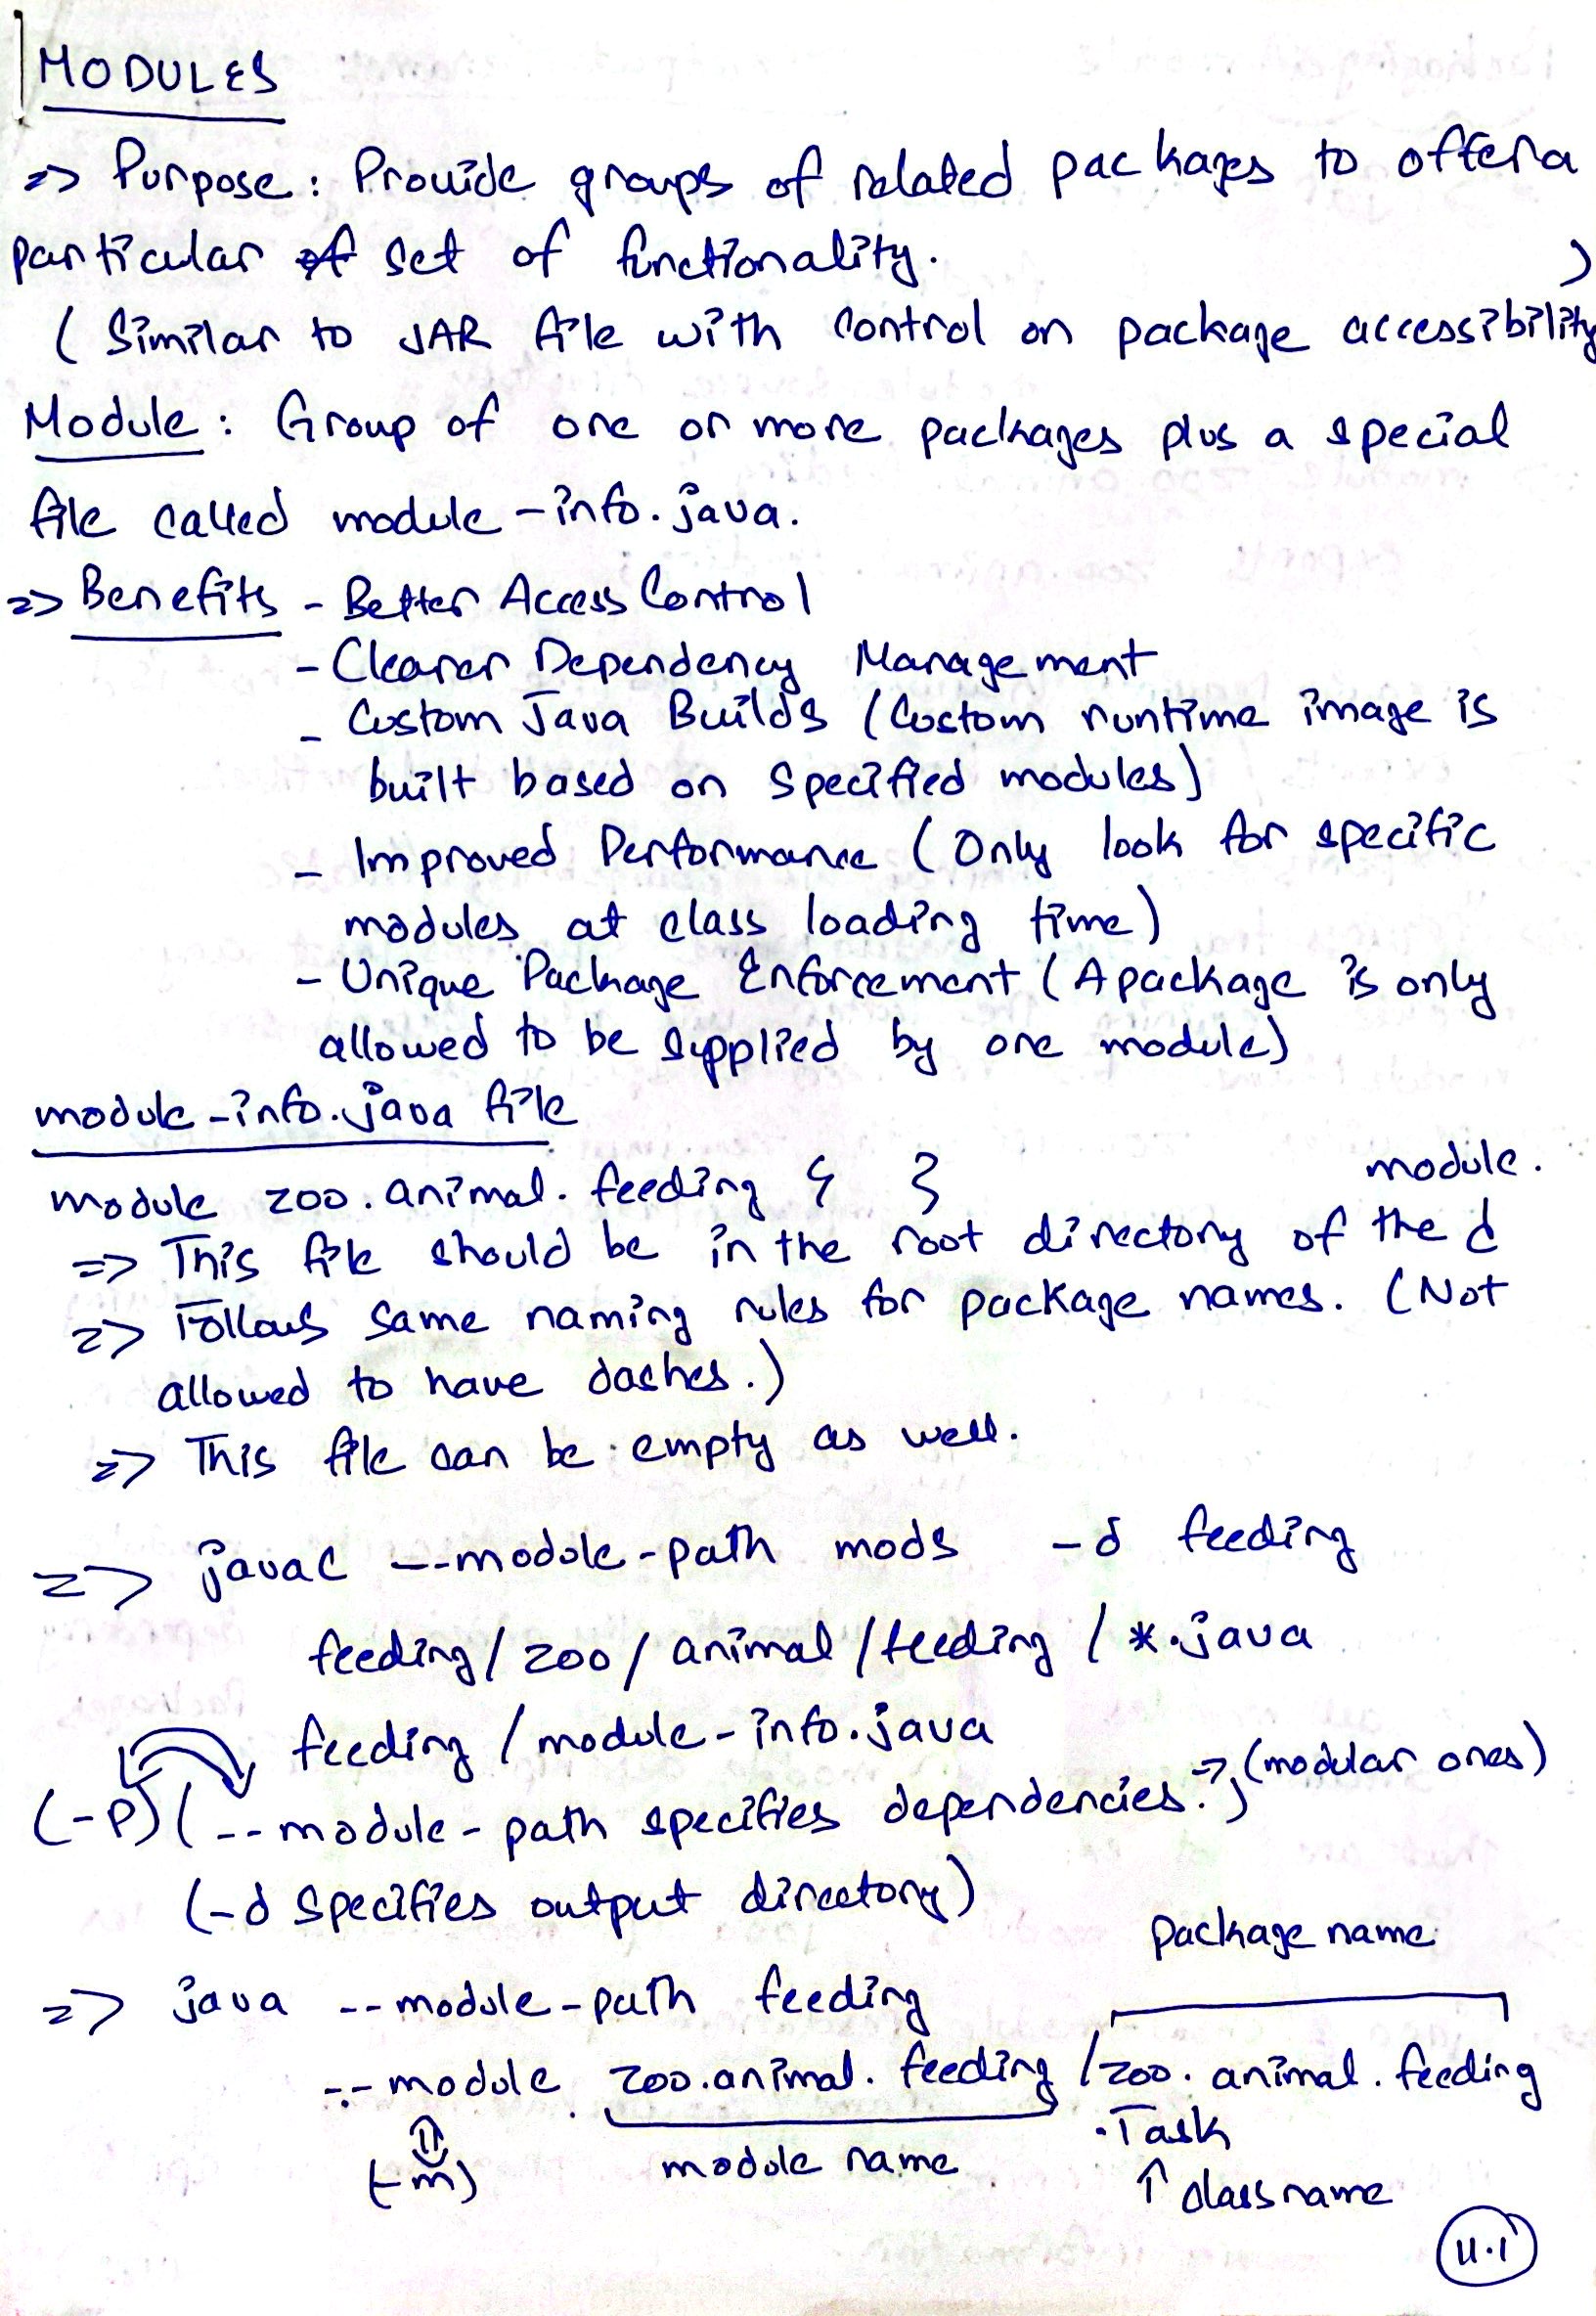 MODULES
=> Purpose: Provide groups of related packages to offer a
particular set of functionality.
(Similar to JAR file with control on package accessibility)
Module: Group of one or more packages plus a special
file called module-info.java.
=> Benefits - Better Access Control
- Clearer Dependency Management
- Custom Java Builds (Custom runtime image is
built based on specified modules)
- Improved Performance (Only look for specific
modules at class loading time)
- Unique Package Enforcement (A package is only
allowed to be supplied by one module)
module-info.java file
module zoo.animal.feeding { }
=> This file should be in the root directory of the module.
=> Follows same naming rules for package names. (Not
allowed to have dashes.)
=> This file can be empty as well.
=> javac --module-path mods -d feeding
feeding/zoo/animal/feeding/*.java
feeding/module-info.java
(-p) (--module-path specifies dependencies.) => (modular ones)
(-d specifies output directory)
package name
=> java --module-path feeding
--module zoo.animal.feeding/zoo.animal.feeding
.Task
(-m) module name ↑ classname
11.1